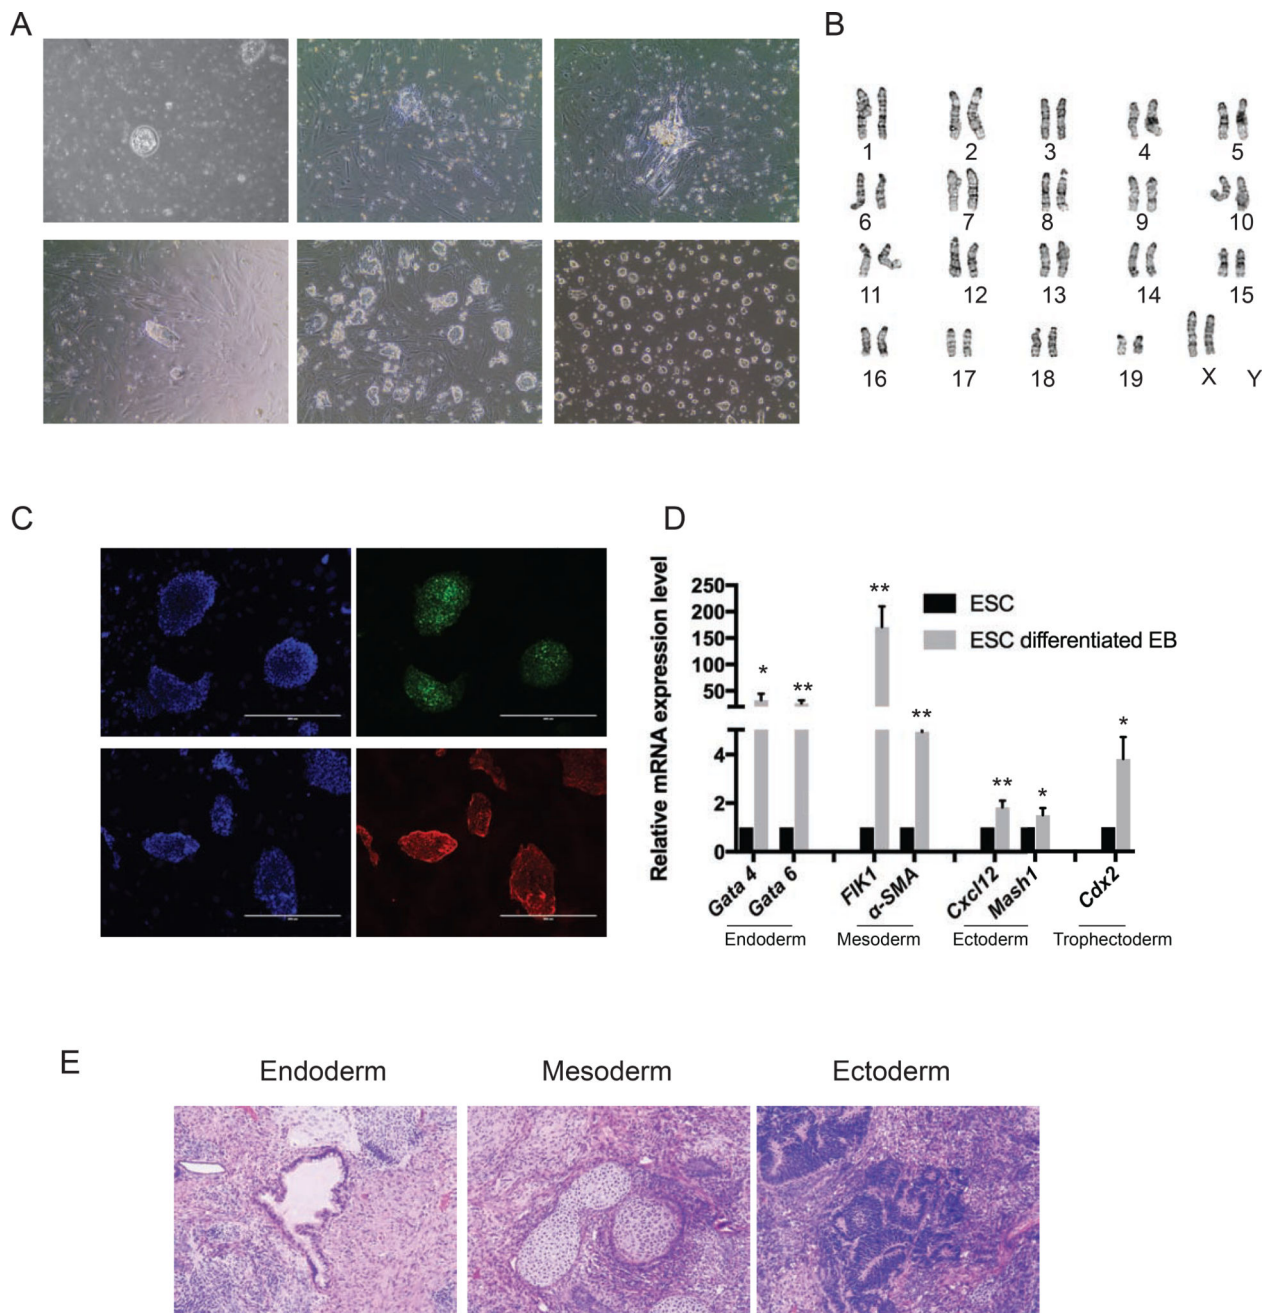 A
B
1 2 3 4 5
6 7 8 9 10
11 12 13 14 15
16 17 18 19 X Y
C
D
Relative mRNA expression level
250
200
150
100
50
4
2
0
ESC
ESC differentiated EB
* ** ** ** ** * *
Gata 4 Gata 6 FlK1 α-SMA Cxcl12 Mash1 Cdx2
Endoderm Mesoderm Ectoderm Trophectoderm
E
Endoderm Mesoderm Ectoderm